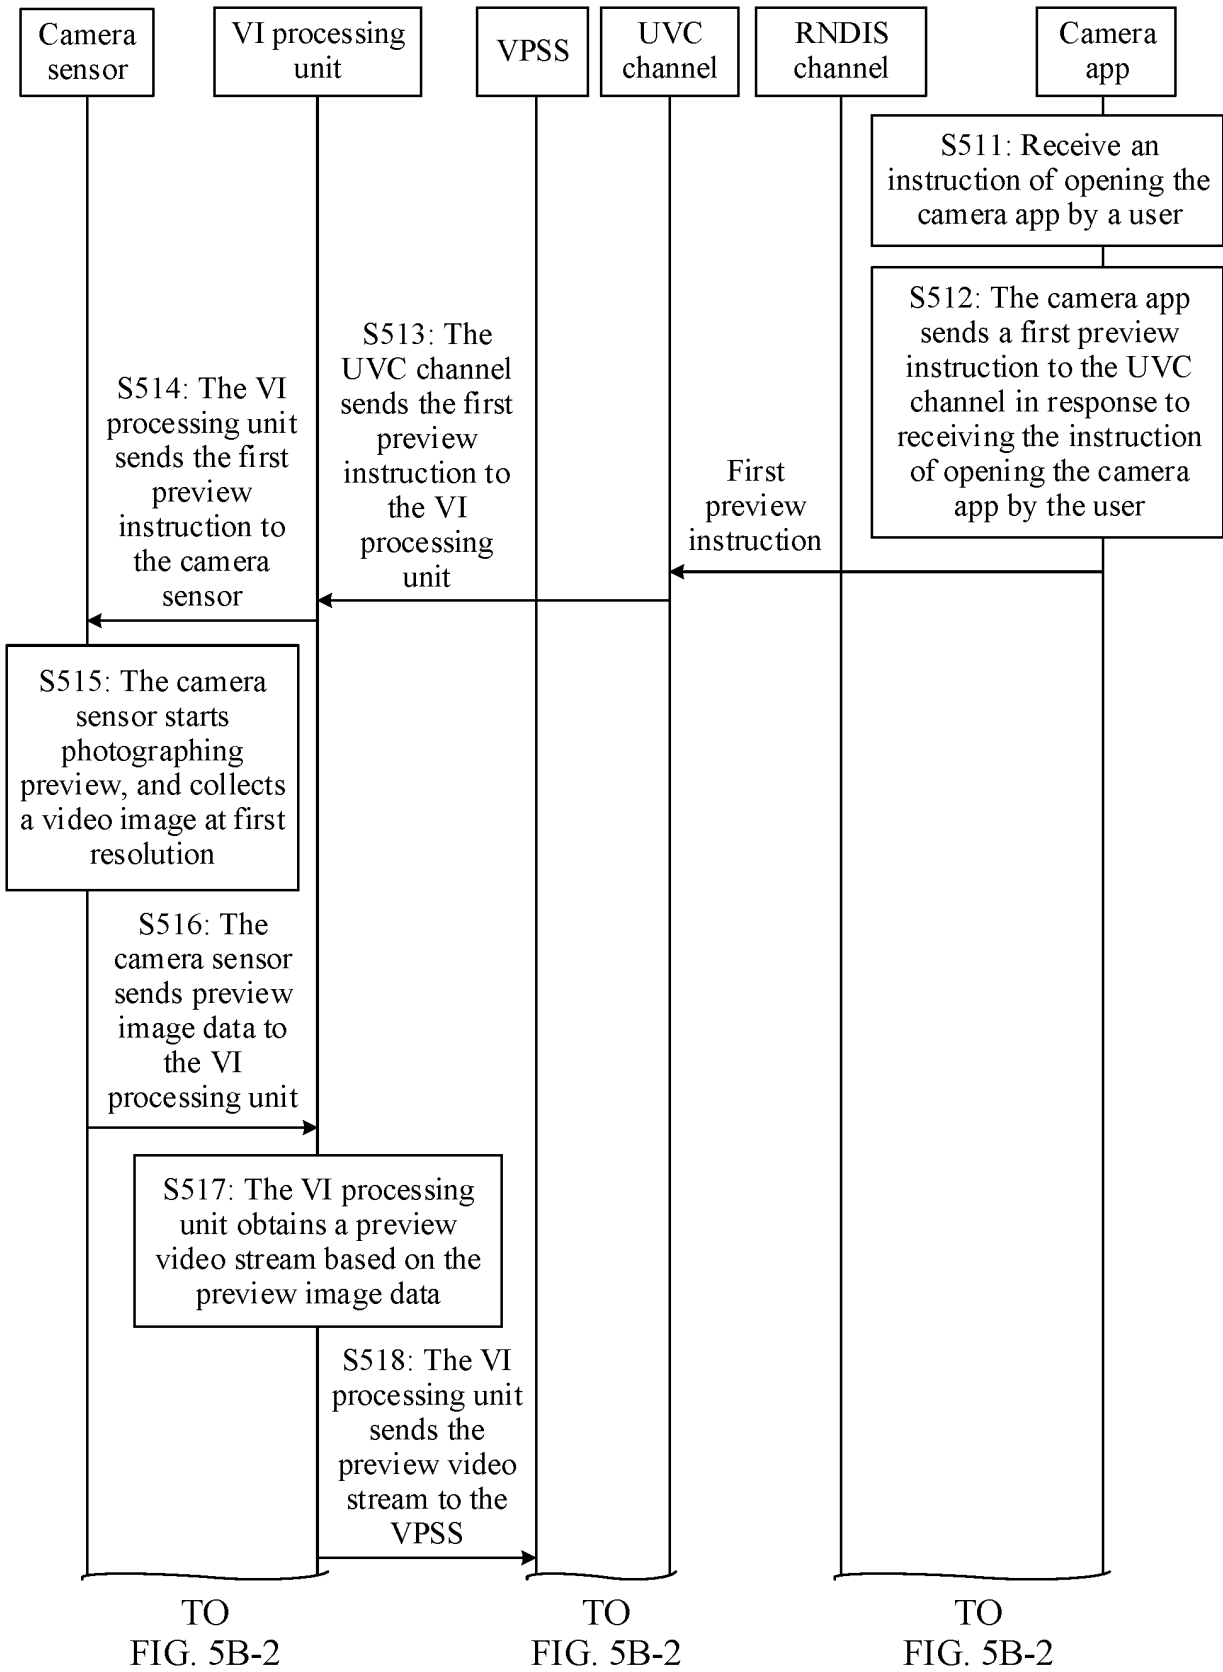 Camera
sensor
VI processing
unit
VPSS
UVC
channel
RNDIS
channel
Camera
app
S511: Receive an
instruction of opening the
camera app by a user
S512: The camera app
sends a first preview
instruction to the UVC
channel in response to
receiving the instruction
of opening the camera
app by the user
First
preview
instruction
S513: The
UVC channel
sends the first
preview
instruction to
the VI
processing
unit
S514: The VI
processing unit
sends the first
preview
instruction to
the camera
sensor
S515: The camera
sensor starts
photographing
preview, and collects
a video image at first
resolution
S516: The
camera sensor
sends preview
image data to
the VI
processing unit
S517: The VI processing
unit obtains a preview
video stream based on the
preview image data
S518: The VI
processing unit
sends the
preview video
stream to the
VPSS
TO
FIG. 5B-2
TO
FIG. 5B-2
TO
FIG. 5B-2